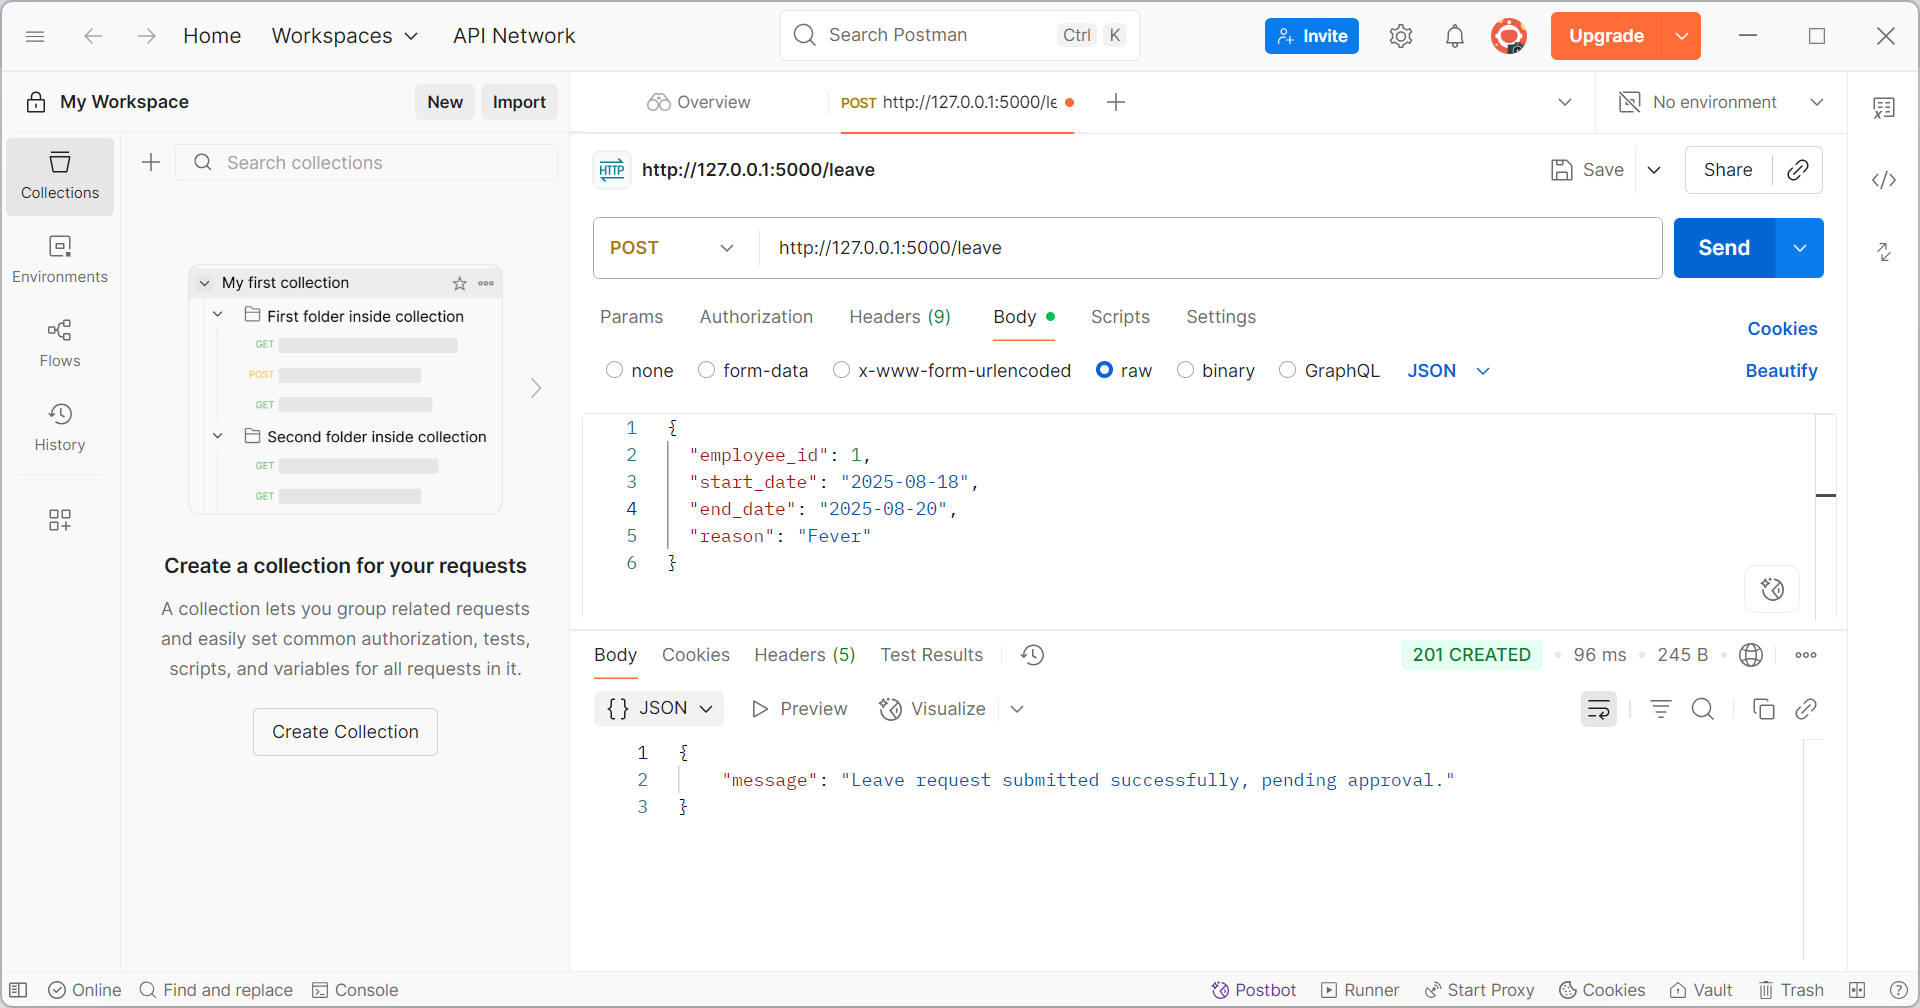 Home Workspaces API Network Search Postman Ctrl K Invite Upgrade
My Workspace New Import Overview POST http://127.0.0.1:5000/le No environment
Collections
Search collections
http://127.0.0.1:5000/leave Save Share
Environments
Flows
History
My first collection
First folder inside collection
GET
POST
GET
Second folder inside collection
GET
GET
Create a collection for your requests
A collection lets you group related requests
and easily set common authorization, tests,
scripts, and variables for all requests in it.
Create Collection
POST http://127.0.0.1:5000/leave Send
Params Authorization Headers (9) Body Scripts Settings Cookies
none form-data x-www-form-urlencoded raw binary GraphQL JSON Beautify
1 {
2 "employee_id": 1,
3 "start_date": "2025-08-18",
4 "end_date": "2025-08-20",
5 "reason": "Fever"
6 }
Body Cookies Headers (5) Test Results 201 CREATED 96 ms 245 B
{} JSON Preview Visualize
1 {
2 "message": "Leave request submitted successfully, pending approval."
3 }
Online Find and replace Console Postbot Runner Start Proxy Cookies Vault Trash